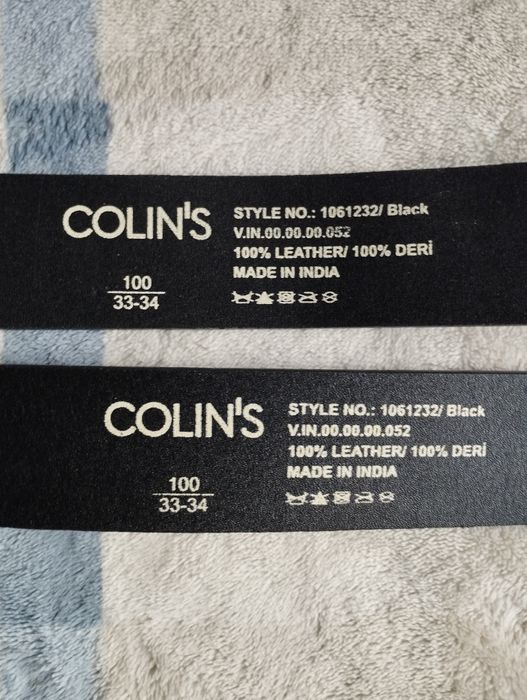 COLIN'S
STYLE NO.: 1061232/ Black
V.IN.00.00.00.052
100% LEATHER/ 100% DERİ
MADE IN INDIA
100
33-34
COLIN'S
STYLE NO.: 1061232/ Black
V.IN.00.00.00.052
100% LEATHER/ 100% DERİ
MADE IN INDIA
100
33-34